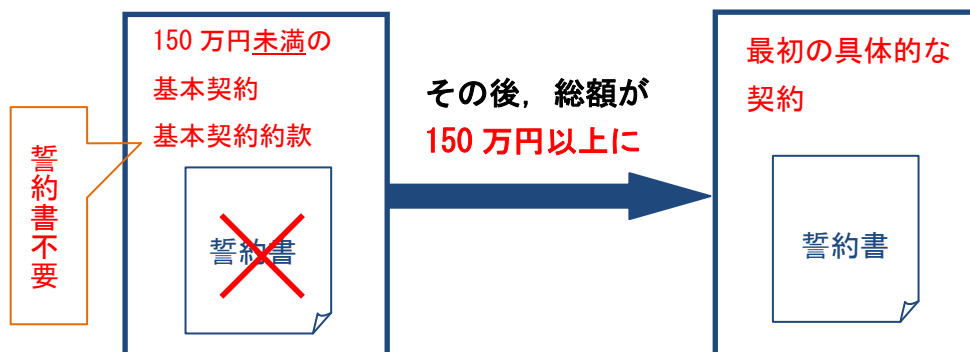 150 万円未満の
基本契約
基本契約約款
誓約書不要
誓約書
その後，総額が
150 万円以上に
最初の具体的な
契約
誓約書